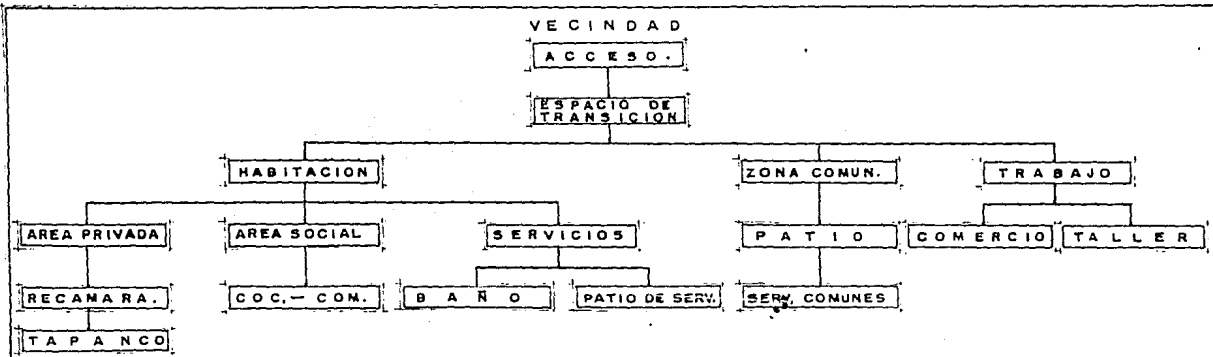 VECINDAD
ACCESO.
ESPACIO DE
TRANSICION
HABITACION
ZONA COMUN.
TRABAJO
AREA PRIVADA
AREA SOCIAL
SERVICIOS
PATIO
COMERCIO
TALLER
RECAMARA.
COC.- COM.
BAÑO
PATIO DE SERV.
SERV. COMUNES
TAPANCO